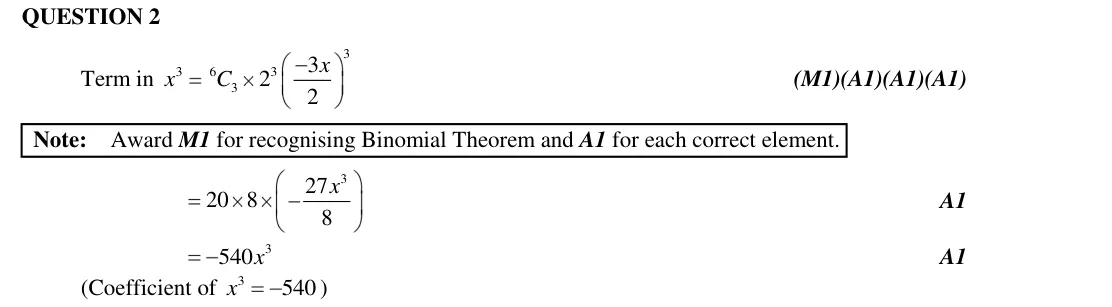 QUESTION 2
Term in x³ = ⁶C₃ × 2³(−3x/2)³ (M1)(A1)(A1)(A1)
Note: Award M1 for recognising Binomial Theorem and A1 for each correct element.
= 20 × 8 × (−27x³/8) A1
= −540x³ A1
(Coefficient of x³ = −540)